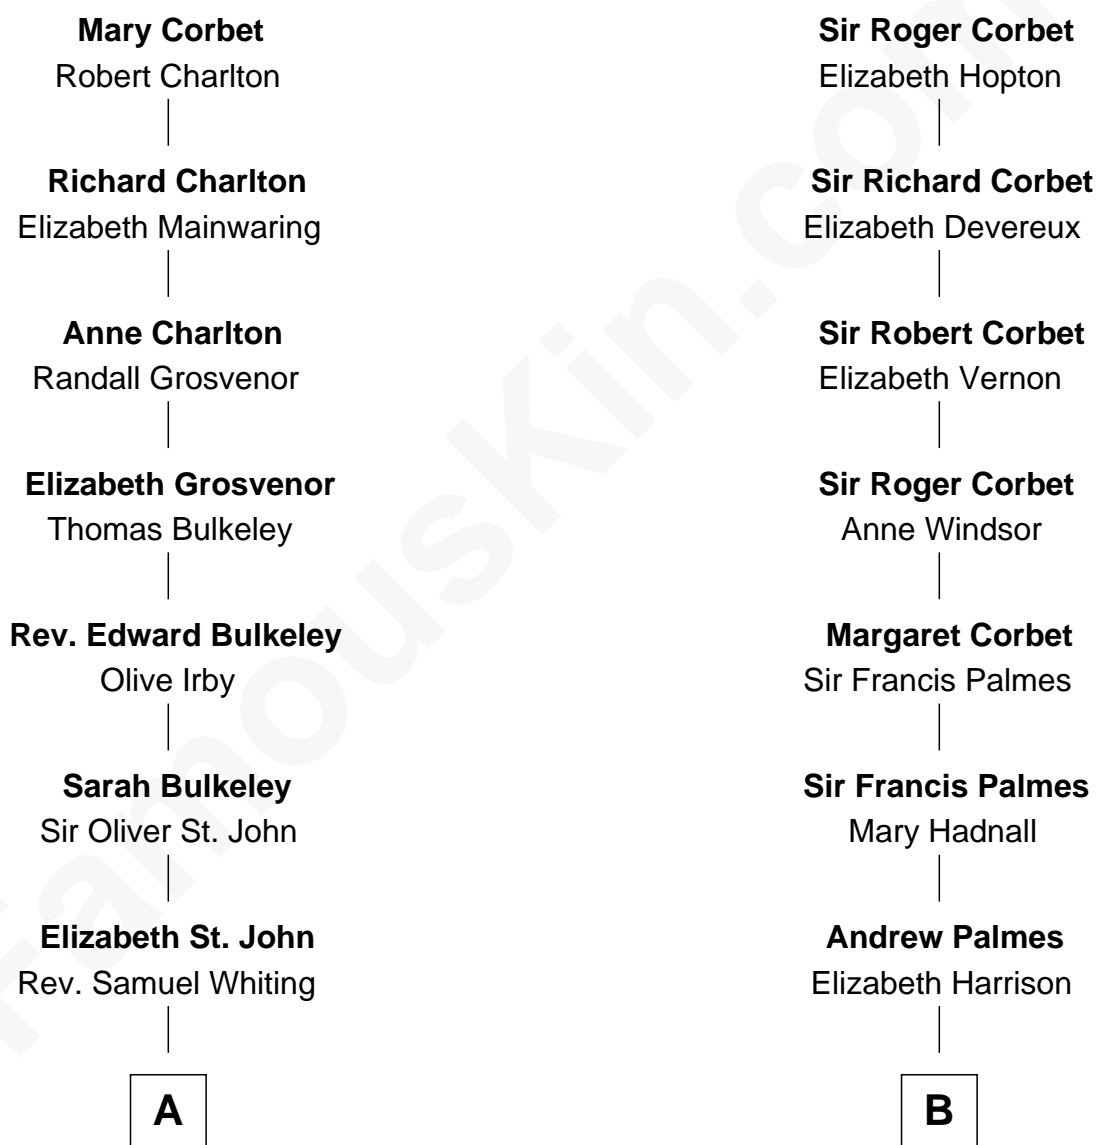 Mary Corbet
Robert Charlton
Richard Charlton
Elizabeth Mainwaring
Anne Charlton
Randall Grosvenor
Elizabeth Grosvenor
Thomas Bulkeley
Rev. Edward Bulkeley
Olive Irby
Sarah Bulkeley
Sir Oliver St. John
Elizabeth St. John
Rev. Samuel Whiting
A
Sir Roger Corbet
Elizabeth Hopton
Sir Richard Corbet
Elizabeth Devereux
Sir Robert Corbet
Elizabeth Vernon
Sir Roger Corbet
Anne Windsor
Margaret Corbet
Sir Francis Palmes
Sir Francis Palmes
Mary Hadnall
Andrew Palmes
Elizabeth Harrison
B
FamousKin.com